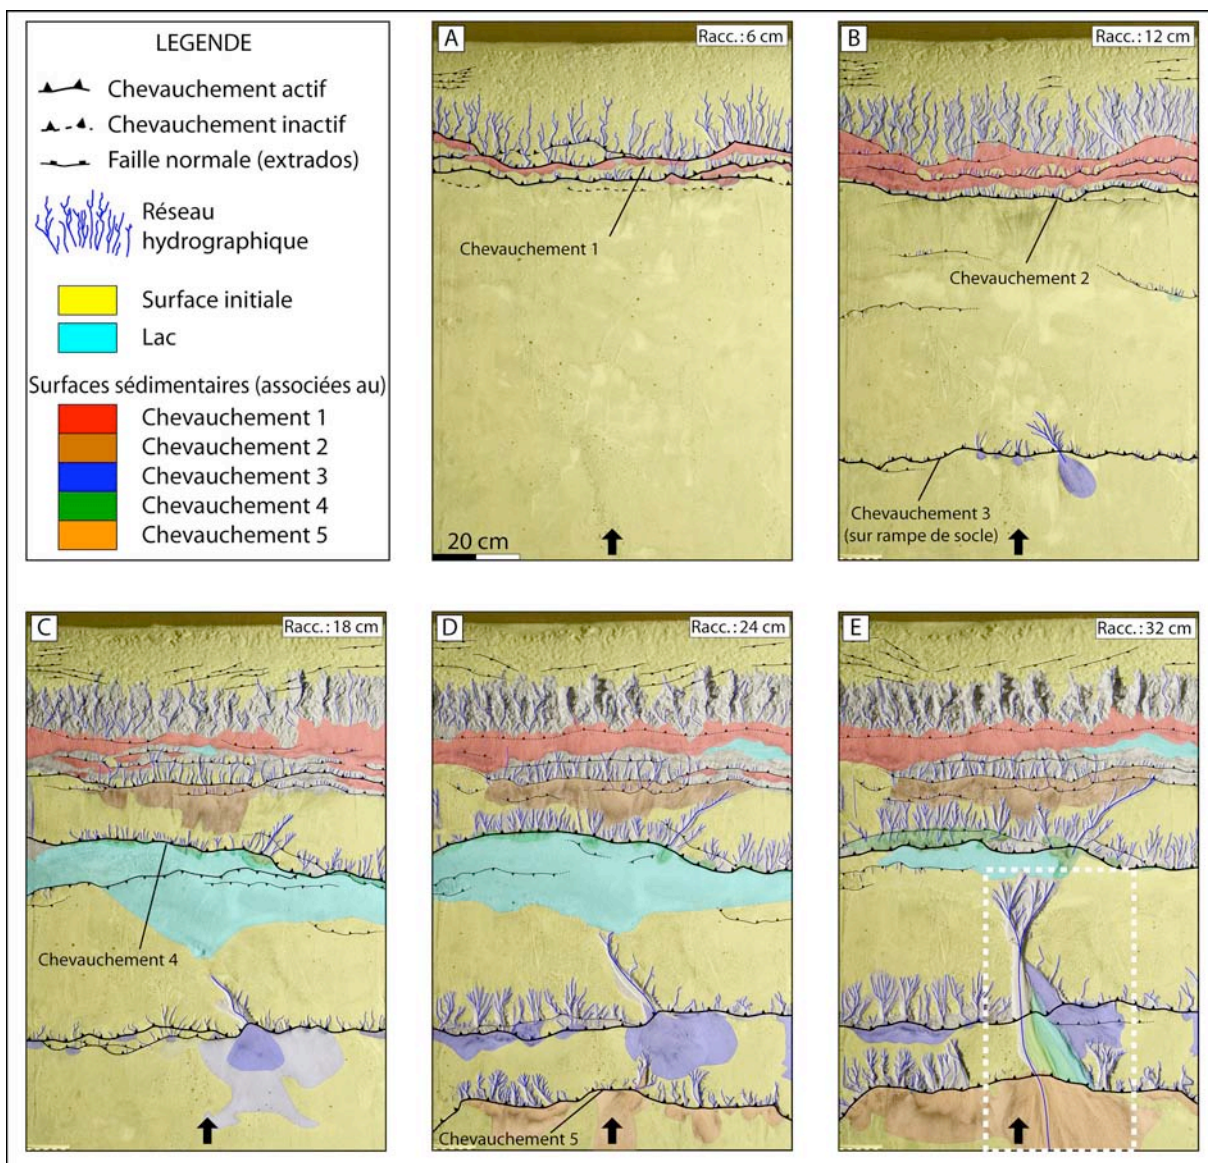 LEGENDE
Chevauchement actif
Chevauchement inactif
Faille normale (extrados)
Réseau
hydrographique
Surface initiale
Lac
Surfaces sédimentaires (associées au)
Chevauchement 1
Chevauchement 2
Chevauchement 3
Chevauchement 4
Chevauchement 5
A
Racc.: 6 cm
Chevauchement 1
20 cm
B
Racc.: 12 cm
Chevauchement 2
Chevauchement 3
(sur rampe de socle)
C
Racc.: 18 cm
Chevauchement 4
D
Racc.: 24 cm
Chevauchement 5
E
Racc.: 32 cm